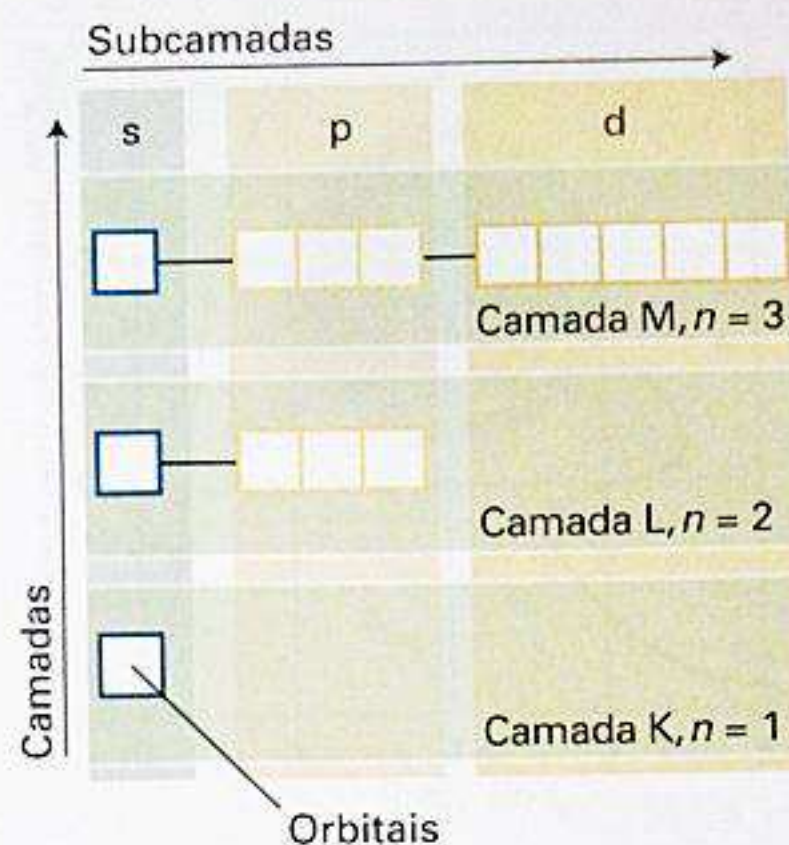 Subcamadas
s p d
Camada M, n = 3
Camada L, n = 2
Camada K, n = 1
Camadas
Orbitais